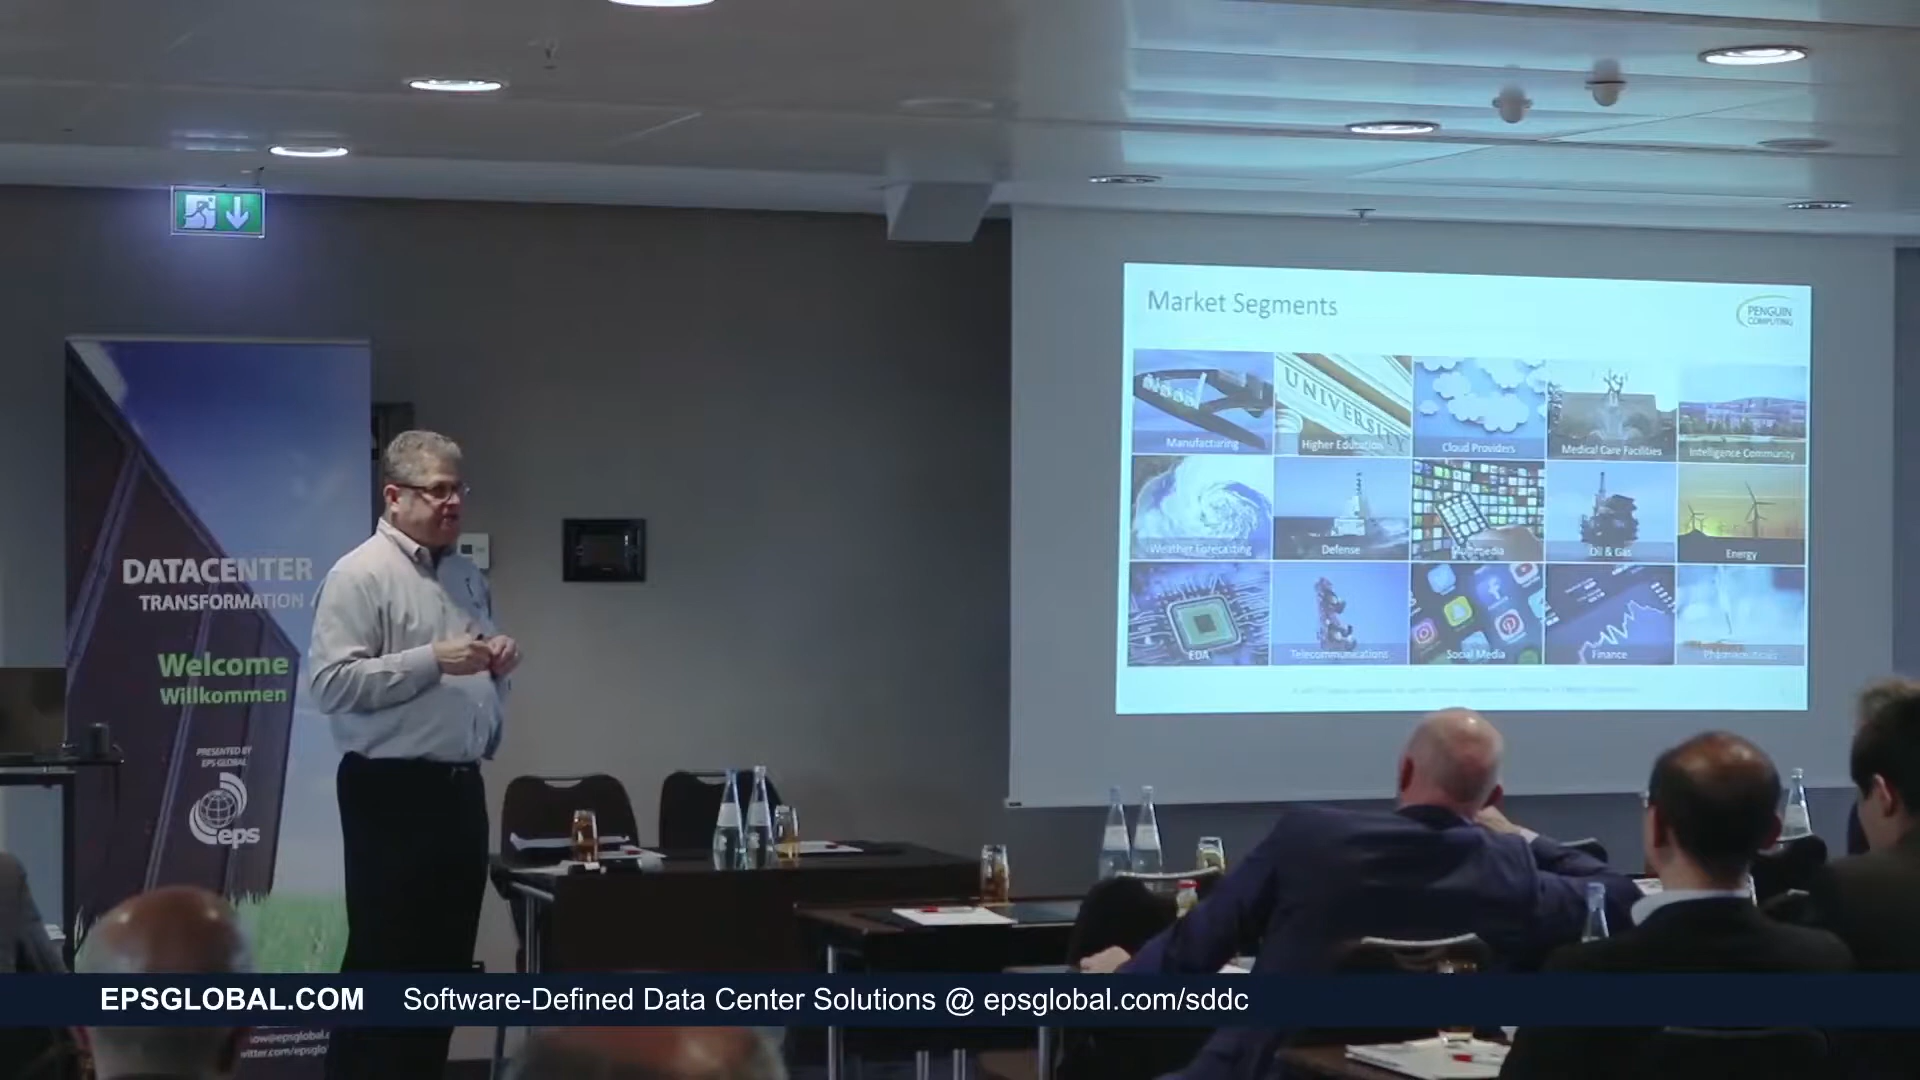 Market Segments
PENGUIN
COMPUTING
UNIVERSITY
Manufacturing
Higher Education
Cloud Providers
Medical Care Facilities
Intelligence Community
Weather Forecasting
Defense
Multimedia
Oil & Gas
Energy
EDA
Telecommunications
Social Media
Finance
Pharmaceuticals
DATACENTER
TRANSFORMATION
Welcome
Willkommen
PRESENTED BY
EPS GLOBAL
eps
EPSGLOBAL.COM Software-Defined Data Center Solutions @ epsglobal.com/sddc